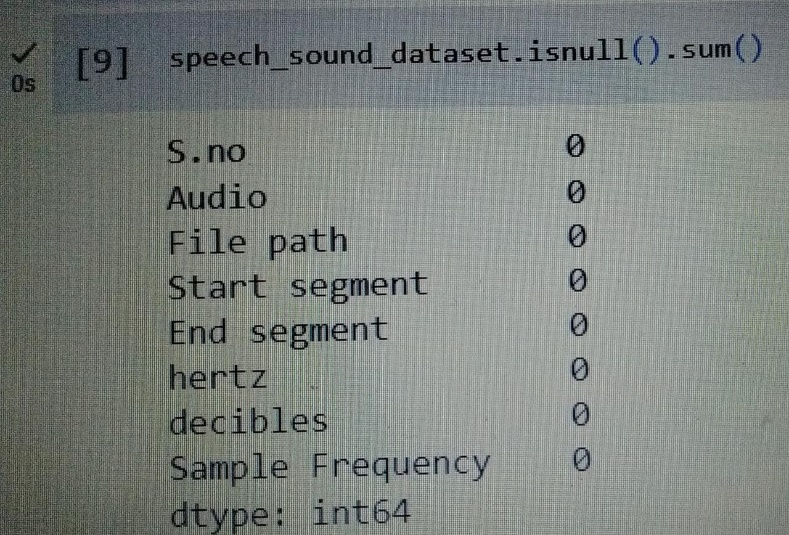 [9] speech_sound_dataset.isnull().sum()
0s
S.no 0
Audio 0
File path 0
Start segment 0
End segment 0
hertz 0
decibles 0
Sample Frequency 0
dtype: int64